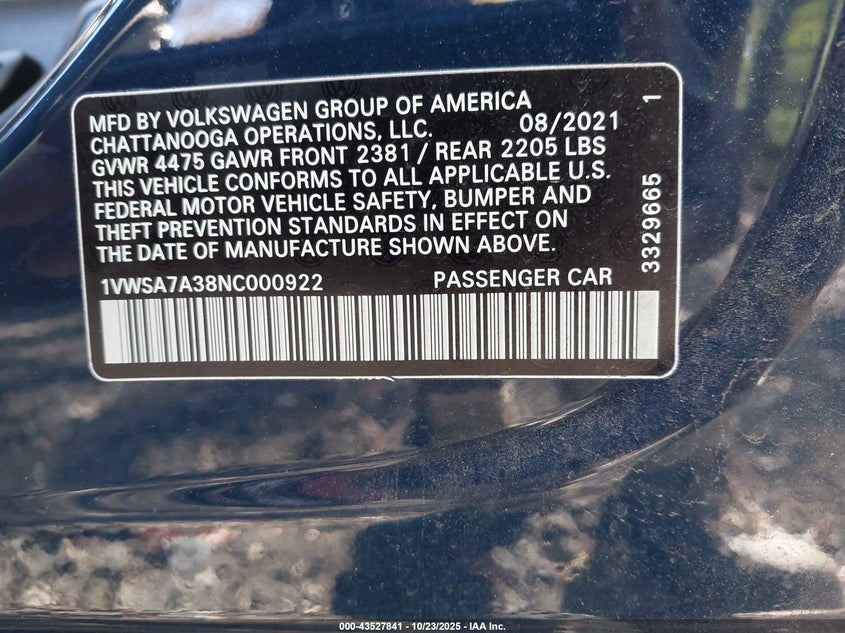 MFD BY VOLKSWAGEN GROUP OF AMERICA
CHATTANOOGA OPERATIONS, LLC. 08/2021
GVWR 4475 GAWR FRONT 2381 / REAR 2205 LBS
THIS VEHICLE CONFORMS TO ALL APPLICABLE U.S.
FEDERAL MOTOR VEHICLE SAFETY, BUMPER AND
THEFT PREVENTION STANDARDS IN EFFECT ON
THE DATE OF MANUFACTURE SHOWN ABOVE.
1VWSA7A38NC000922 PASSENGER CAR
3329665 1
000-43527841 - 10/23/2025 - IAA Inc.